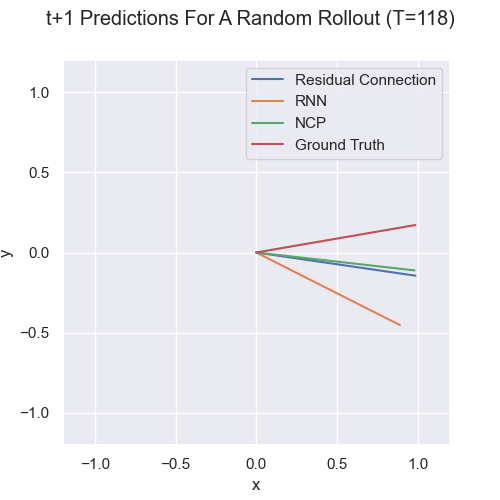 t+1 Predictions For A Random Rollout (T=118)
Residual Connection
RNN
NCP
Ground Truth
1.0
0.5
0.0
−0.5
−1.0
y
−1.0 −0.5 0.0 0.5 1.0
x